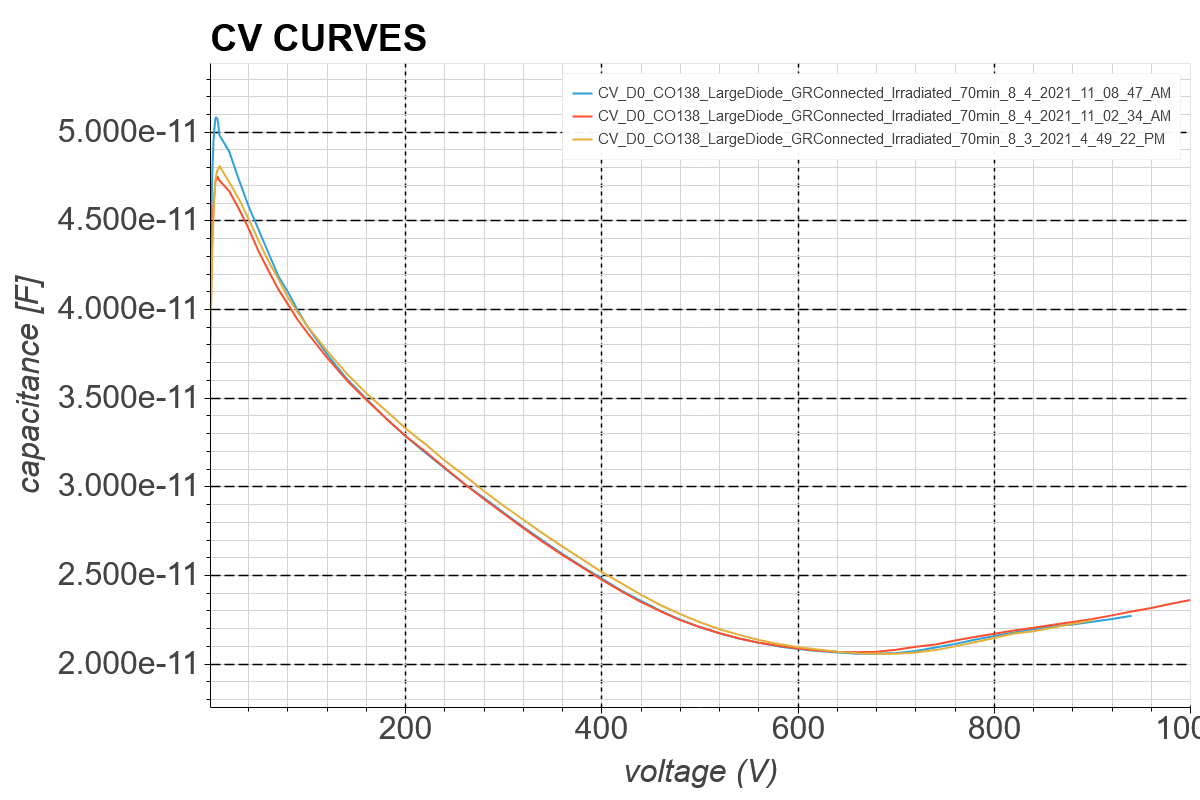 CV CURVES
CV_D0_CO138_LargeDiode_GRConnected_Irradiated_70min_8_4_2021_11_08_47_AM
CV_D0_CO138_LargeDiode_GRConnected_Irradiated_70min_8_4_2021_11_02_34_AM
CV_D0_CO138_LargeDiode_GRConnected_Irradiated_70min_8_3_2021_4_49_22_PM
5.000e-11
4.500e-11
4.000e-11
3.500e-11
3.000e-11
2.500e-11
2.000e-11
capacitance [F]
200 400 600 800 100
voltage (V)